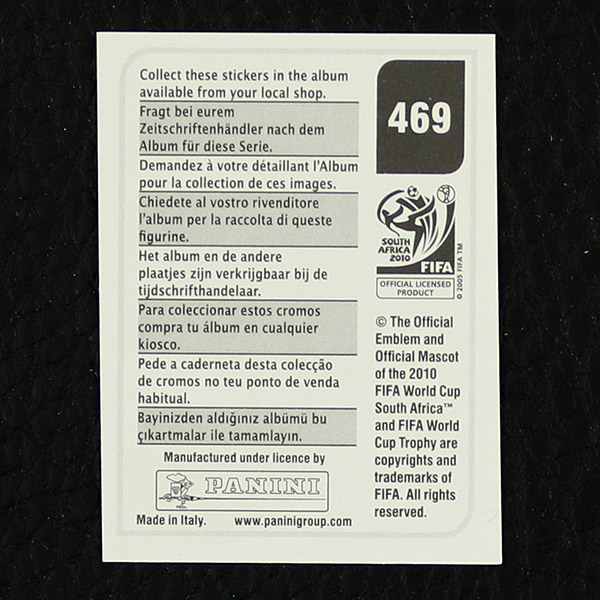 Collect these stickers in the album
available from your local shop.
Fragt bei eurem
Zeitschriftenhändler nach dem
Album für diese Serie.
Demandez à votre détaillant l'Album
pour la collection de ces images.
Chiedete al vostro rivenditore
l'album per la raccolta di queste
figurine.
Het album en de andere
plaatjes zijn verkrijgbaar bij de
tijdschrifthandelaar.
Para coleccionar estos cromos
compra tu álbum en cualquier
kiosco.
Pede a caderneta desta colecção
de cromos no teu ponto de venda
habitual.
Bayinizden aldığınız albümü bu
çıkartmalar ile tamamlayın.
Manufactured under licence by
PANINI
Made in Italy. www.paninigroup.com
469
SOUTH
AFRICA
2010
FIFA
OFFICIAL LICENSED
PRODUCT
© 2005 FIFA TM
© The Official
Emblem and
Official Mascot
of the 2010
FIFA World Cup
South Africa™
and FIFA World
Cup Trophy are
copyrights and
trademarks of
FIFA. All rights
reserved.